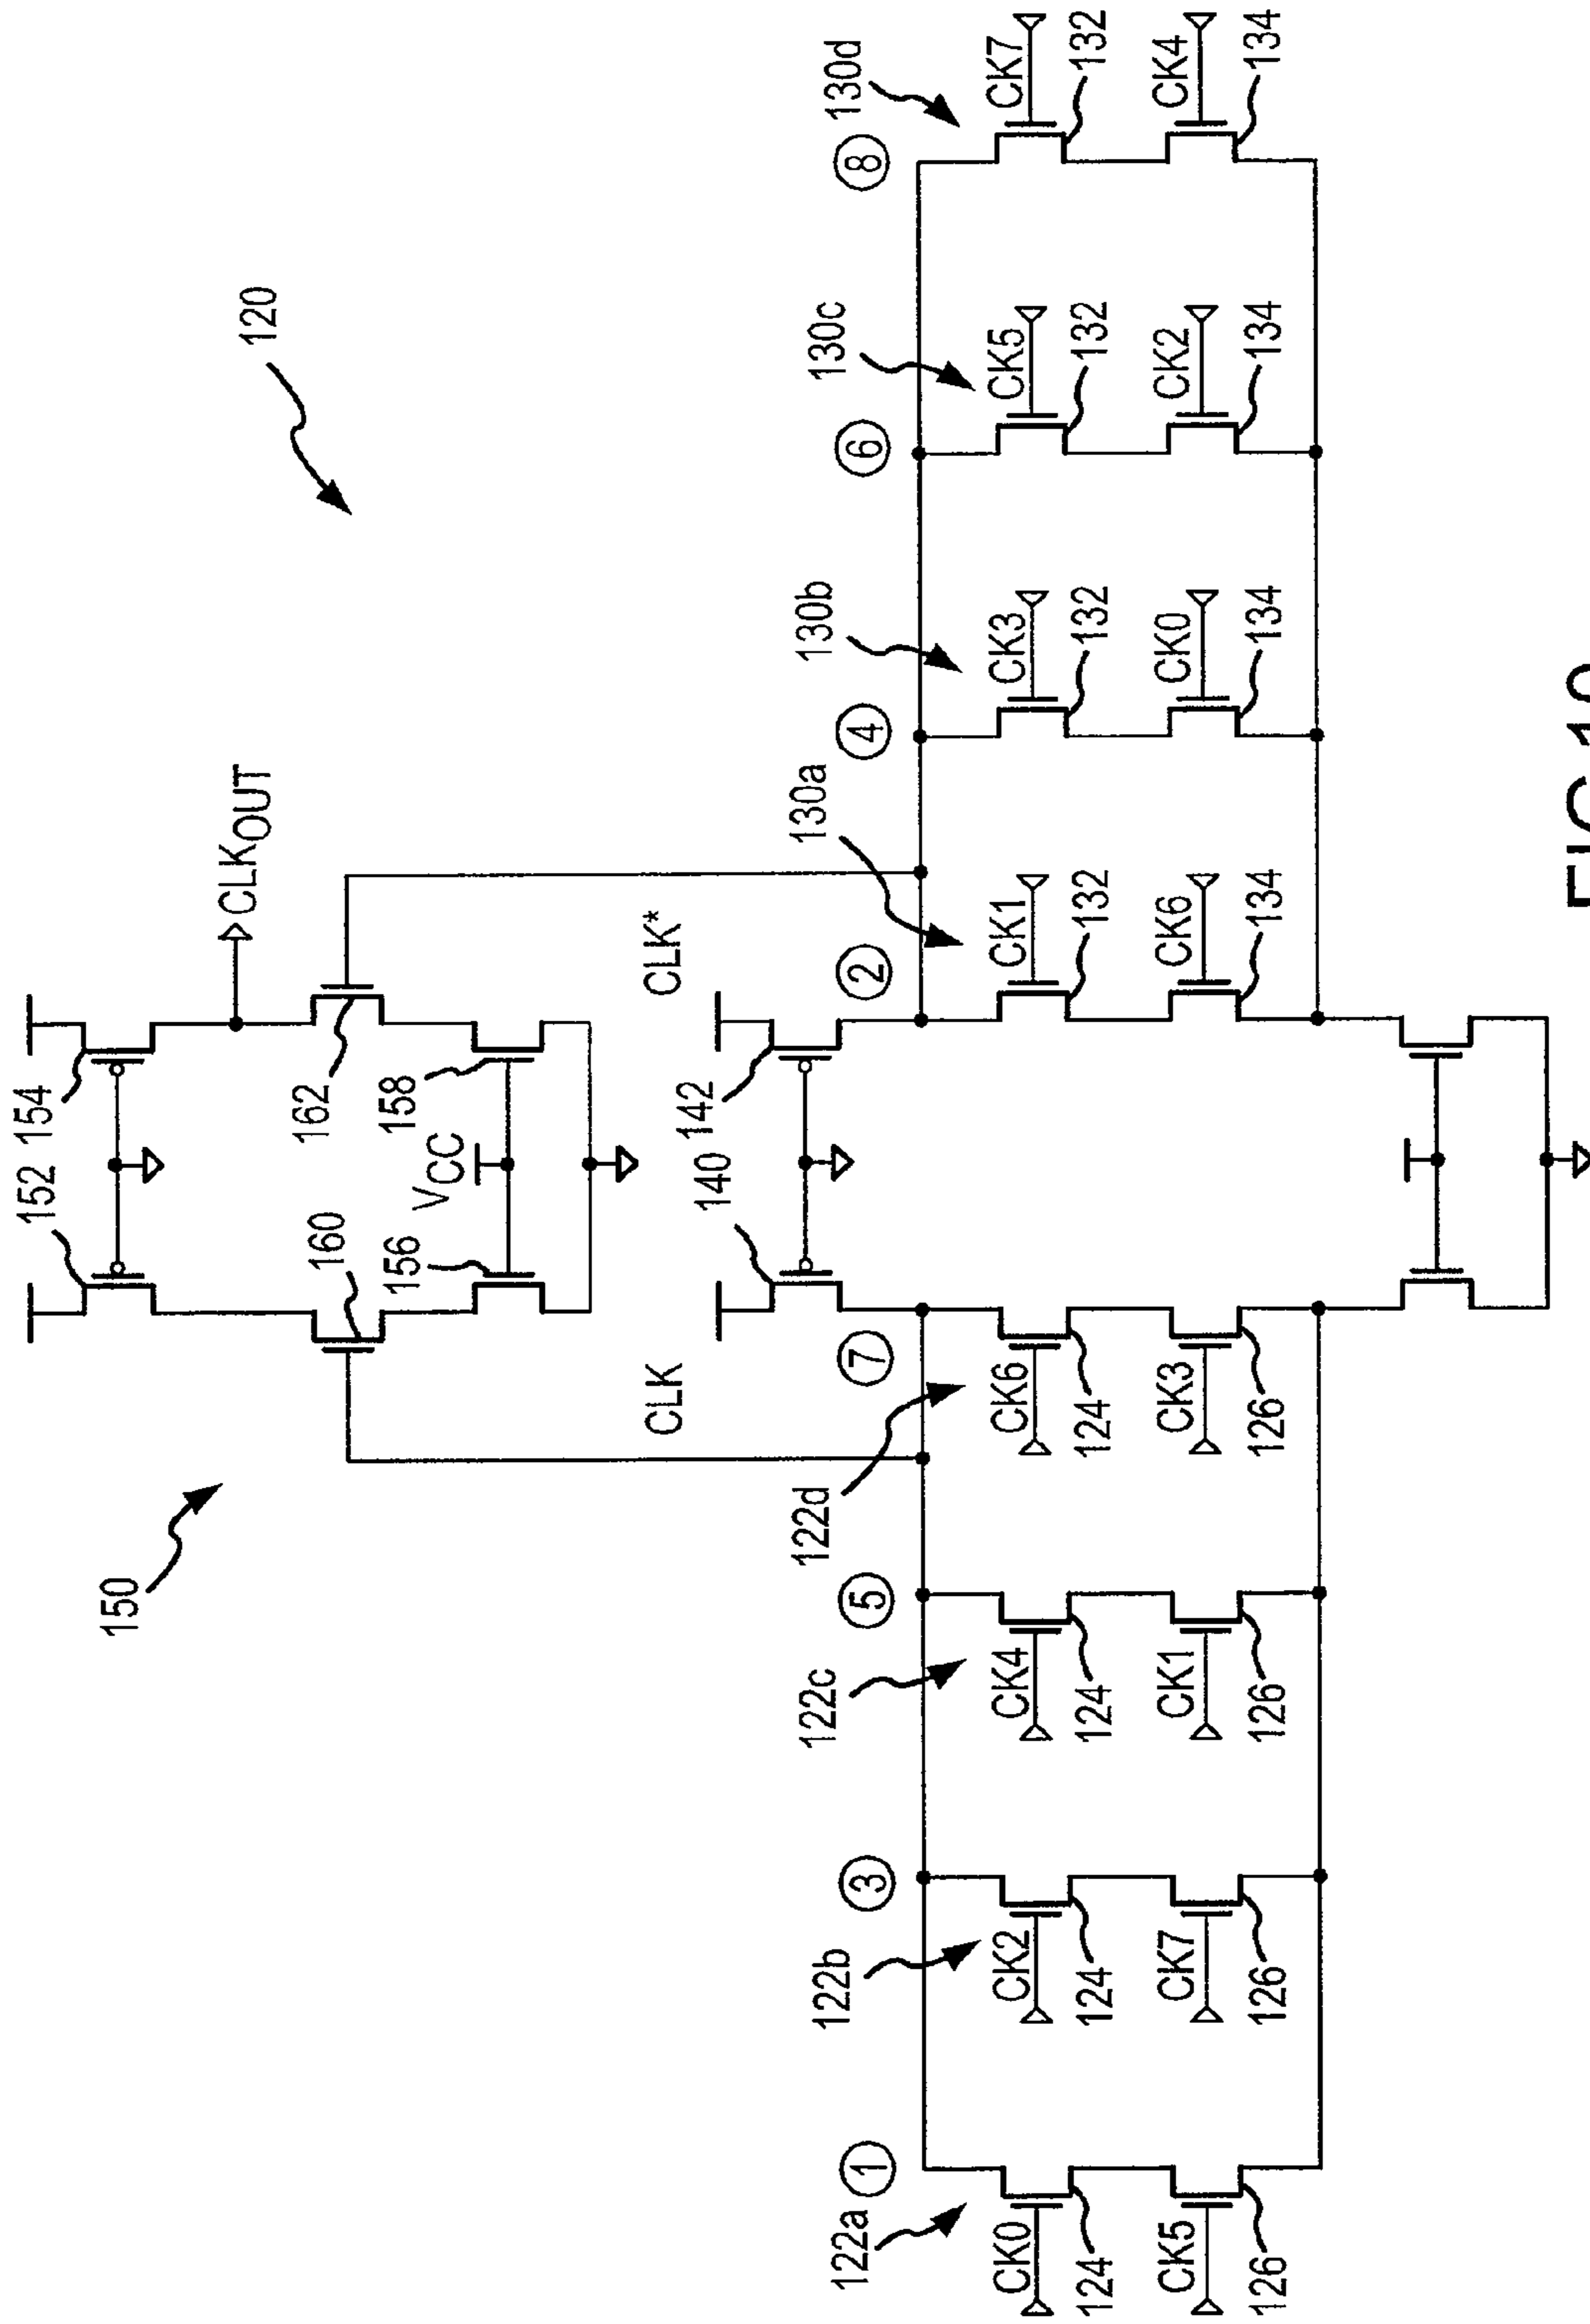 152 154
150
CLKOUT 120
160 162
156 158
VCC
CLK CLK*
140 142
122a 122b 122c 122d 130a 130b 130c 130d
1 3 5 7 2 4 6 8
CK0 CK2 CK4 CK6 CK1 CK3 CK5 CK7
124 124 124 124 132 132 132 132
CK5 CK7 CK1 CK3 CK6 CK0 CK2 CK4
126 126 126 126 134 134 134 134